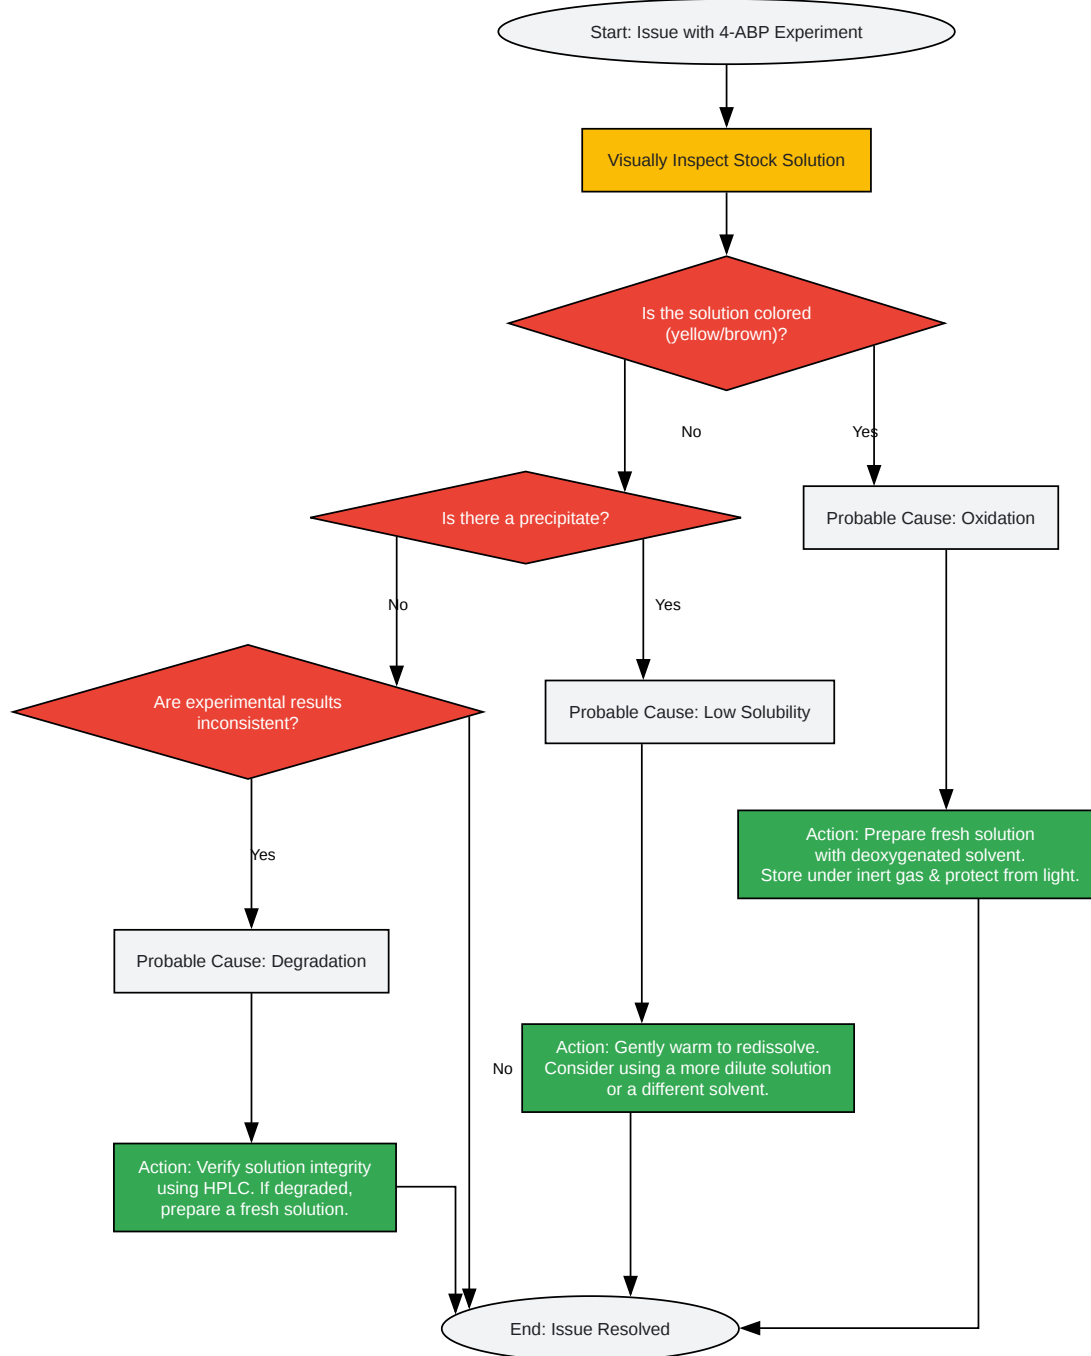 Start: Issue with 4-ABP Experiment
Visually Inspect Stock Solution
Is the solution colored
(yellow/brown)?
No
Yes
Is there a precipitate?
Probable Cause: Oxidation
No
Yes
Are experimental results
inconsistent?
Probable Cause: Low Solubility
Action: Prepare fresh solution
with deoxygenated solvent.
Store under inert gas & protect from light.
Yes
Probable Cause: Degradation
Action: Gently warm to redissolve.
Consider using a more dilute solution
or a different solvent.
No
Action: Verify solution integrity
using HPLC. If degraded,
prepare a fresh solution.
End: Issue Resolved